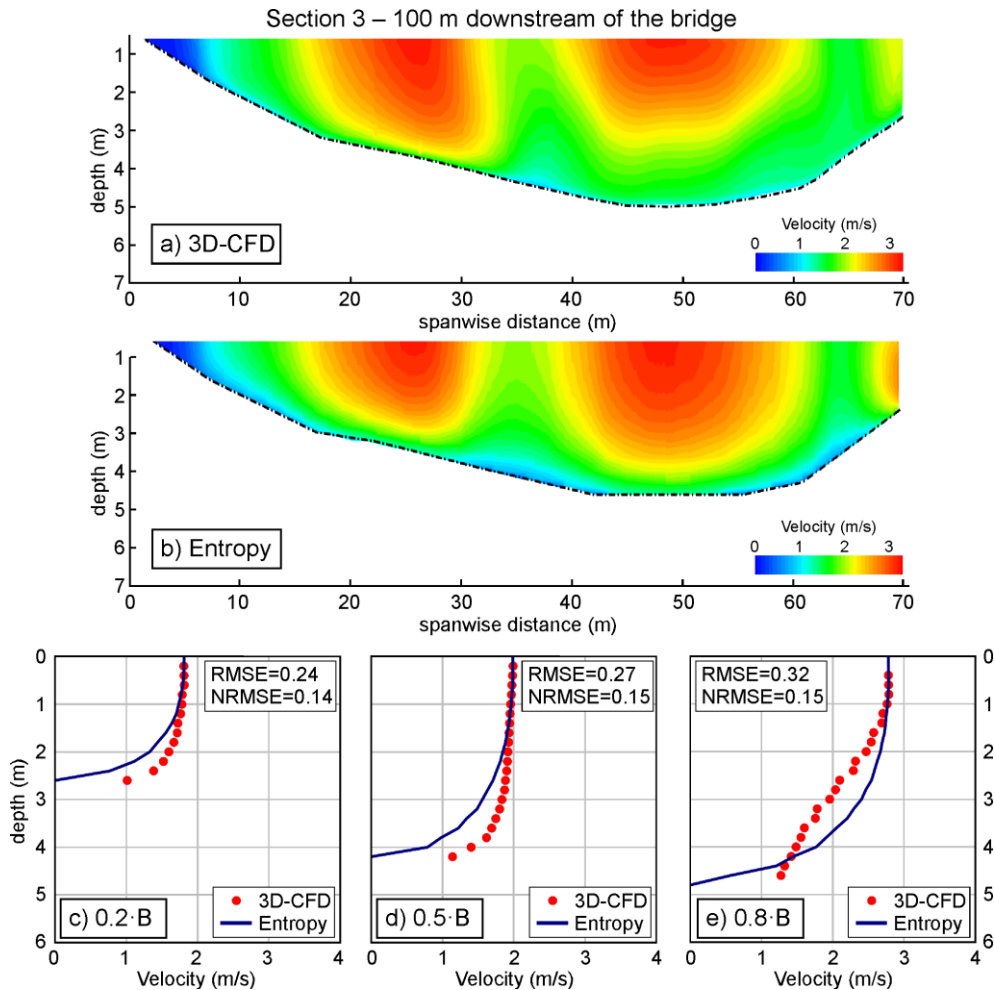 Section 3 – 100 m downstream of the bridge
1
2
3
4
5
6
7
depth (m)
a) 3D-CFD
Velocity (m/s)
0 1 2 3
0 10 20 30 40 50 60 70
spanwise distance (m)
1
2
3
4
5
6
7
depth (m)
b) Entropy
Velocity (m/s)
0 1 2 3
0 10 20 30 40 50 60 70
spanwise distance (m)
0
1
2
3
4
5
6
depth (m)
RMSE=0.24
NRMSE=0.14
3D-CFD
Entropy
c) 0.2·B
0 1 2 3 4
Velocity (m/s)
RMSE=0.27
NRMSE=0.15
3D-CFD
Entropy
d) 0.5·B
0 1 2 3 4
Velocity (m/s)
RMSE=0.32
NRMSE=0.15
3D-CFD
Entropy
e) 0.8·B
0 1 2 3 4
Velocity (m/s)
0
1
2
3
4
5
6
depth (m)